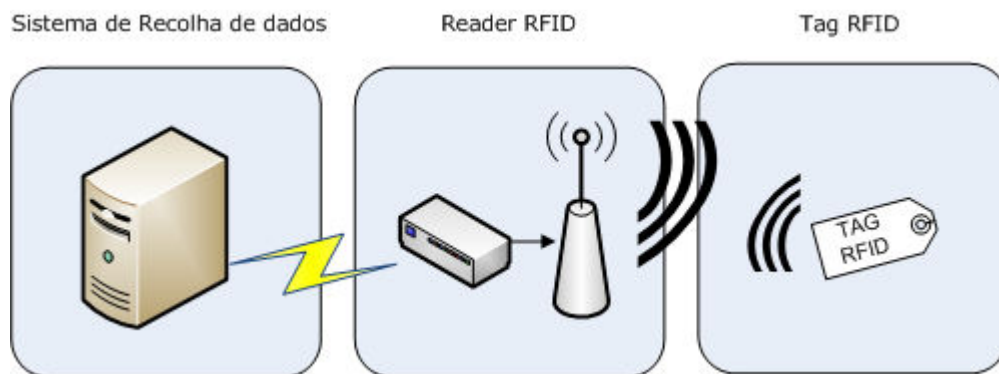 Sistema de Recolha de dados
Reader RFID
Tag RFID
TAG
RFID